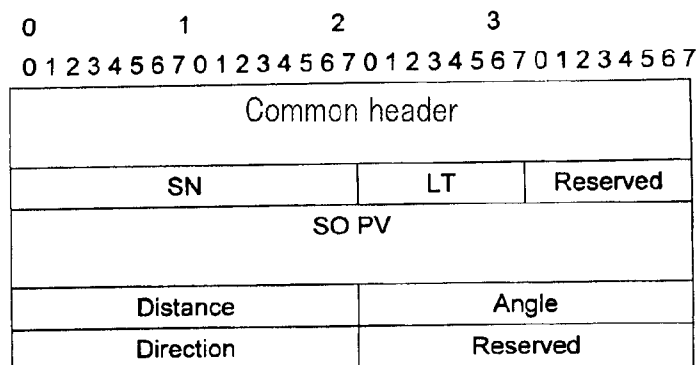 0 1 2 3
0 1 2 3 4 5 6 7 0 1 2 3 4 5 6 7 0 1 2 3 4 5 6 7 0 1 2 3 4 5 6 7
Common header
SN LT Reserved
SO PV
Distance Angle
Direction Reserved